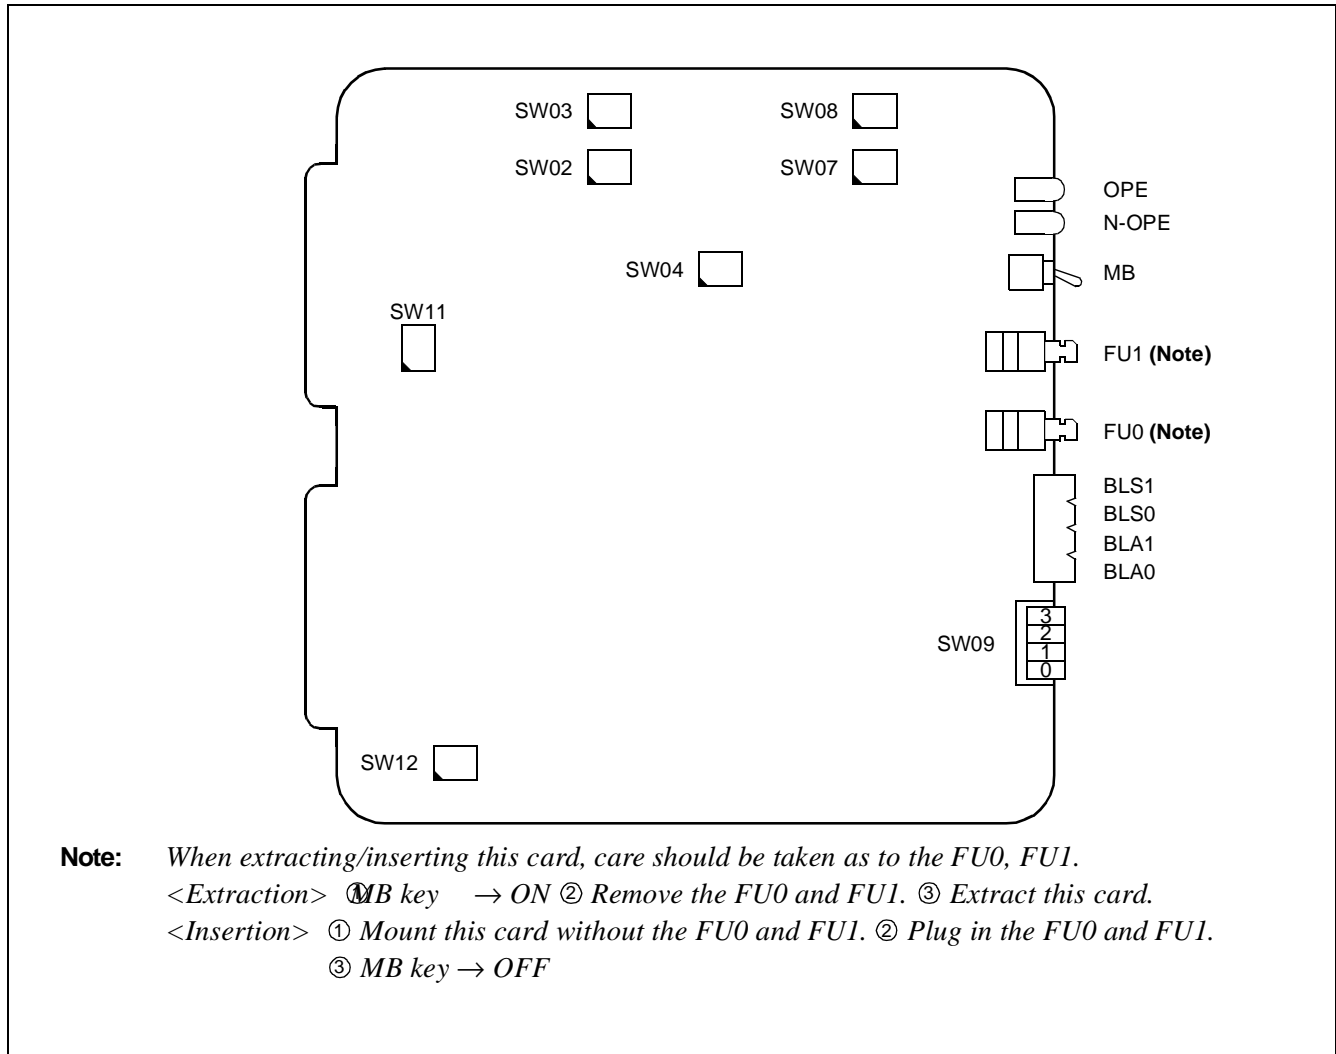 SW03
SW08
SW02
SW07
OPE
N-OPE
SW04
MB
SW11
FU1 (Note)
FU0 (Note)
BLS1
BLS0
BLA1
BLA0
3
2
1
0
SW09
SW12
Note: When extracting/inserting this card, care should be taken as to the FU0, FU1.
<Extraction> ① MB key → ON ② Remove the FU0 and FU1. ③ Extract this card.
<Insertion> ① Mount this card without the FU0 and FU1. ② Plug in the FU0 and FU1.
③ MB key → OFF